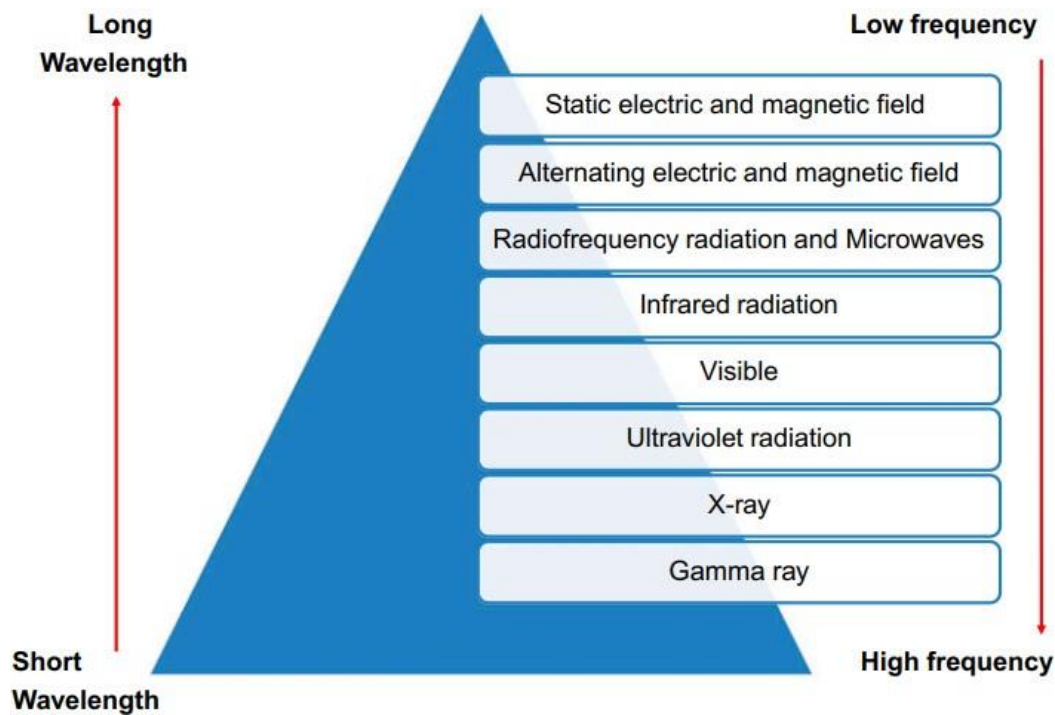 Long
Wavelength
Low frequency
Static electric and magnetic field
Alternating electric and magnetic field
Radiofrequency radiation and Microwaves
Infrared radiation
Visible
Ultraviolet radiation
X-ray
Gamma ray
Short
Wavelength
High frequency